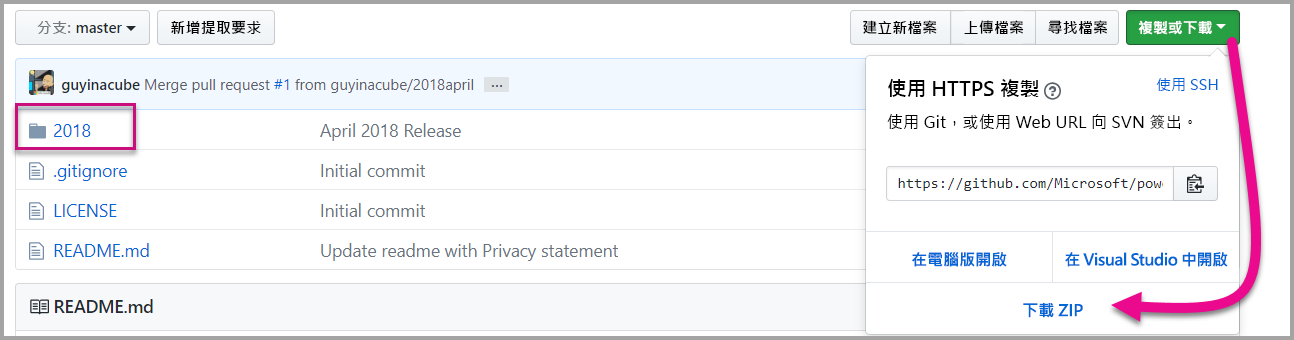 分支: master
新增提取要求
建立新檔案
上傳檔案
尋找檔案
複製或下載
guyinacube Merge pull request #1 from guyinacube/2018april ...
2018 April 2018 Release
.gitignore Initial commit
LICENSE Initial commit
README.md Update readme with Privacy statement
README.md
使用 HTTPS 複製 ?
使用 SSH
使用 Git，或使用 Web URL 向 SVN 簽出。
https://github.com/Microsoft/pow
在電腦版開啟
在 Visual Studio 中開啟
下載 ZIP